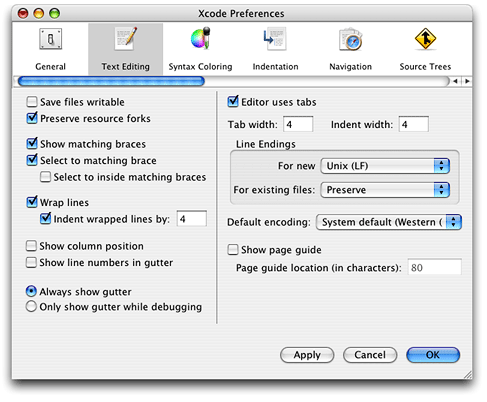 Xcode Preferences
General
Text Editing
Syntax Coloring
Indentation
Navigation
Source Trees
Save files writable
Preserve resource forks
Show matching braces
Select to matching brace
Select to inside matching braces
Wrap lines
Indent wrapped lines by: 4
Show column position
Show line numbers in gutter
Always show gutter
Only show gutter while debugging
Editor uses tabs
Tab width: 4 Indent width: 4
Line Endings
For new Unix (LF)
For existing files: Preserve
Default encoding: System default (Western (
Show page guide
Page guide location (in characters): 80
Apply Cancel OK